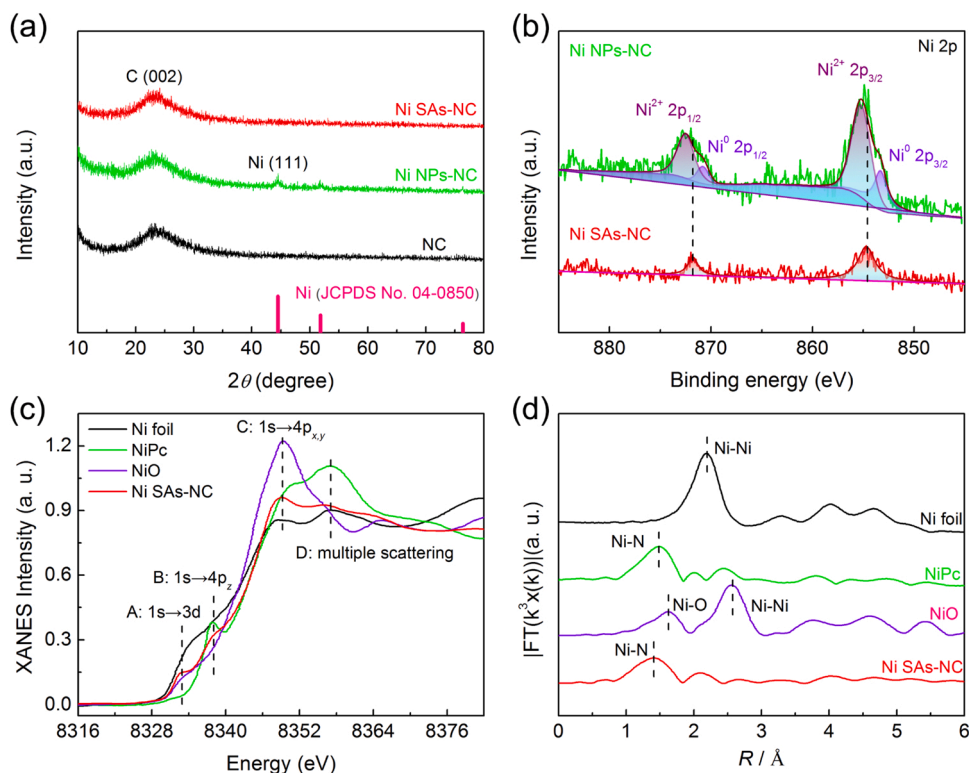 (a)
C (002)
Ni SAs-NC
Ni (111)
Ni NPs-NC
NC
Ni (JCPDS No. 04-0850)
10 20 30 40 50 60 70 80
2θ (degree)
Intensity (a.u.)
(b)
Ni NPs-NC
Ni 2p
Ni²⁺ 2p₃/₂
Ni²⁺ 2p₁/₂
Ni⁰ 2p₁/₂
Ni⁰ 2p₃/₂
Ni SAs-NC
880 870 860 850
Binding energy (eV)
Intensity (a.u.)
(c)
Ni foil
NiPc
NiO
Ni SAs-NC
C: 1s→4pₓ,ᵧ
B: 1s→4p_z
A: 1s→3d
D: multiple scattering
1.2
0.9
0.6
0.3
0.0
8316 8328 8340 8352 8364 8376
Energy (eV)
XANES Intensity (a. u.)
(d)
Ni-Ni
Ni foil
Ni-N
NiPc
Ni-O
Ni-Ni
NiO
Ni-N
Ni SAs-NC
0 1 2 3 4 5 6
R / Å
|FT(k³x(k))|(a. u.)